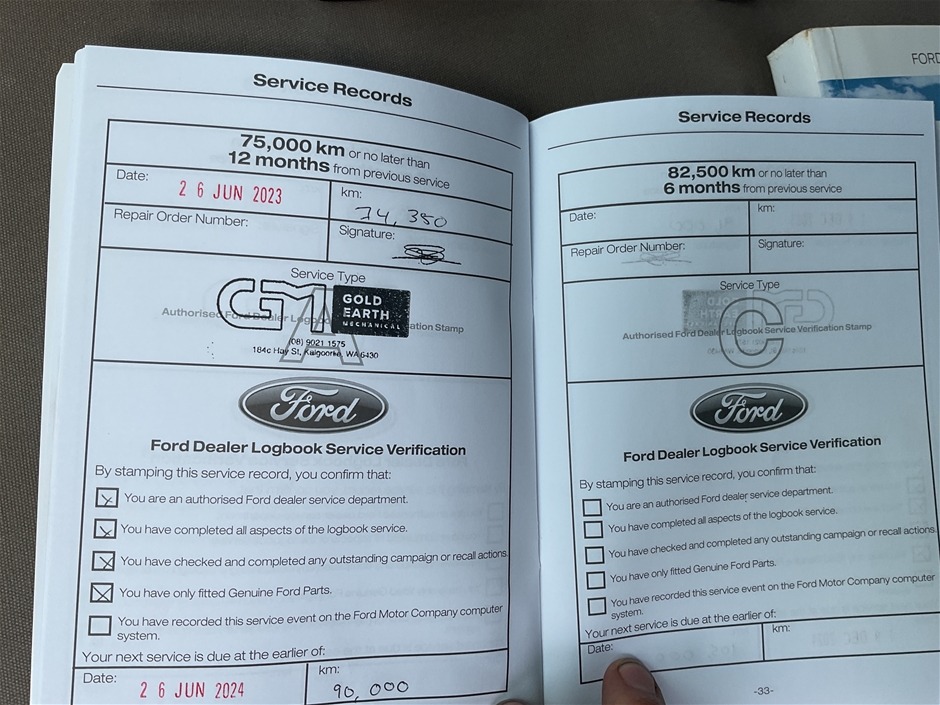 FORD
Service Records
75,000 km or no later than
12 months from previous service
Date:
26 JUN 2023
km:
74,350
Repair Order Number:
Signature:
Service Type
A
Authorised Ford Dealer Logbook ation Stamp
GM
GOLD
EARTH
MECHANICAL
(08) 9021 1575
184c Hay St, Kalgoorlie, WA 6430
Ford
Ford Dealer Logbook Service Verification
By stamping this service record, you confirm that:
You are an authorised Ford dealer service department.
You have completed all aspects of the logbook service.
You have checked and completed any outstanding campaign or recall actions.
You have only fitted Genuine Ford Parts.
You have recorded this service event on the Ford Motor Company computer
system.
Your next service is due at the earlier of:
Date:
26 JUN 2024
km:
90,000
Service Records
82,500 km or no later than
6 months from previous service
Date:
km:
Repair Order Number:
Signature:
Service Type
C
Authorised Ford Dealer Logbook Service Verification Stamp
Ford
Ford Dealer Logbook Service Verification
By stamping this service record, you confirm that:
You are an authorised Ford dealer service department.
You have completed all aspects of the logbook service.
You have checked and completed any outstanding campaign or recall actions.
You have only fitted Genuine Ford Parts.
You have recorded this service event on the Ford Motor Company computer
system.
Your next service is due at the earlier of:
Date:
km:
-33-